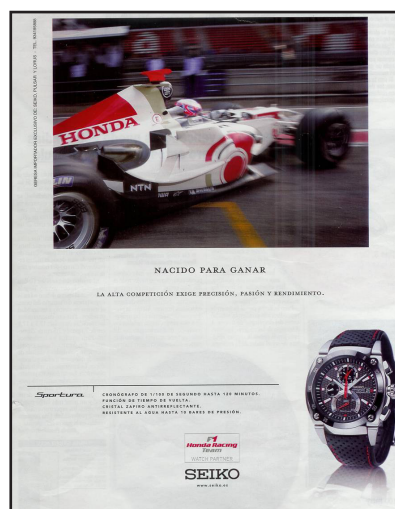 HONDA
NTN
NACIDO PARA GANAR
LA ALTA COMPETICIÓN EXIGE PRECISIÓN, PASIÓN Y RENDIMIENTO.
Sportura
CRONÓGRAFO DE 1/100 DE SEGUNDO HASTA 120 MINUTOS.
FUNCIÓN DE TIEMPO DE VUELTA.
CRISTAL ZAFIRO ANTIRREFLECTANTE.
RESISTENTE AL AGUA HASTA 10 BARES DE PRESIÓN.
F1
Honda Racing
Team
WATCH PARTNER
SEIKO
www.seiko.es